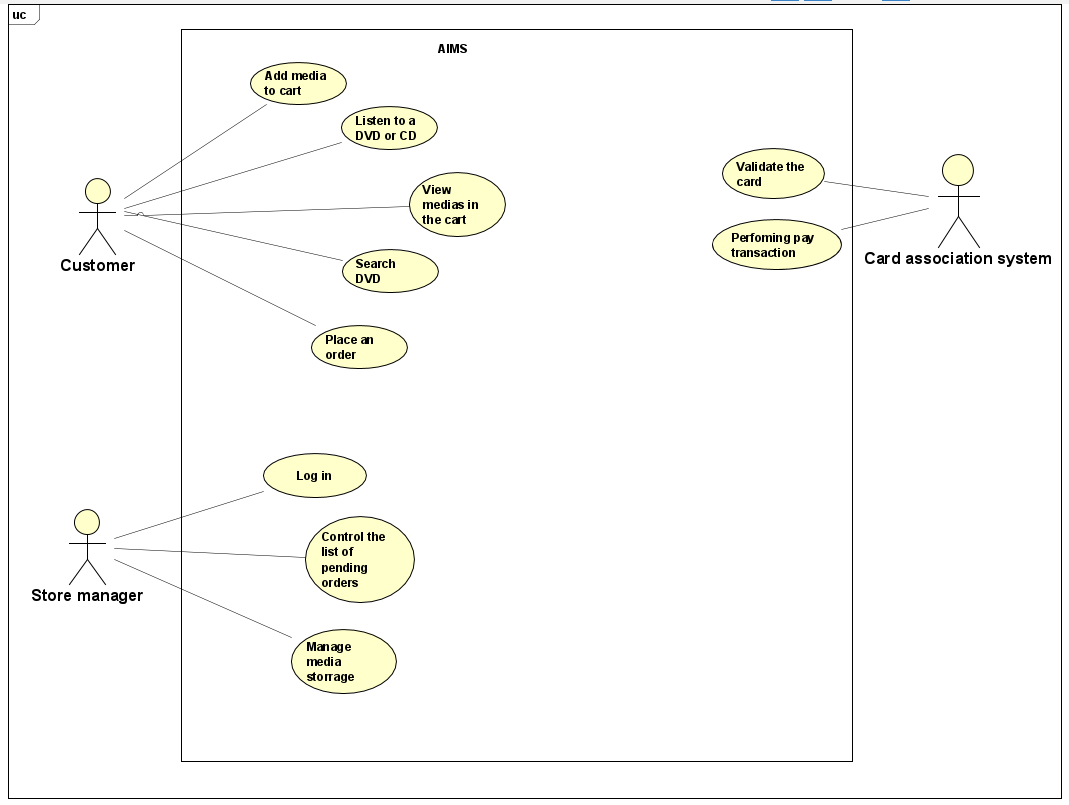 uc
AIMS
Add media
to cart
Listen to a
DVD or CD
View
medias in
the cart
Search
DVD
Place an
order
Customer
Validate the
card
Perfoming pay
transaction
Card association system
Log in
Control the
list of
pending
orders
Manage
media
storrage
Store manager